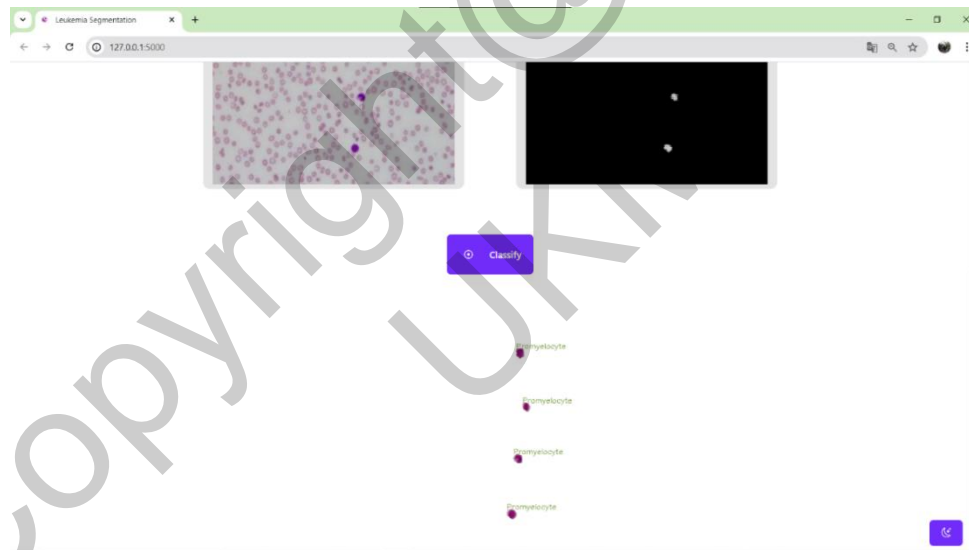 Leukemia Segmentation
127.0.0.1:5000
Classify
Promyelocyte
Promyelocyte
Promyelocyte
Promyelocyte